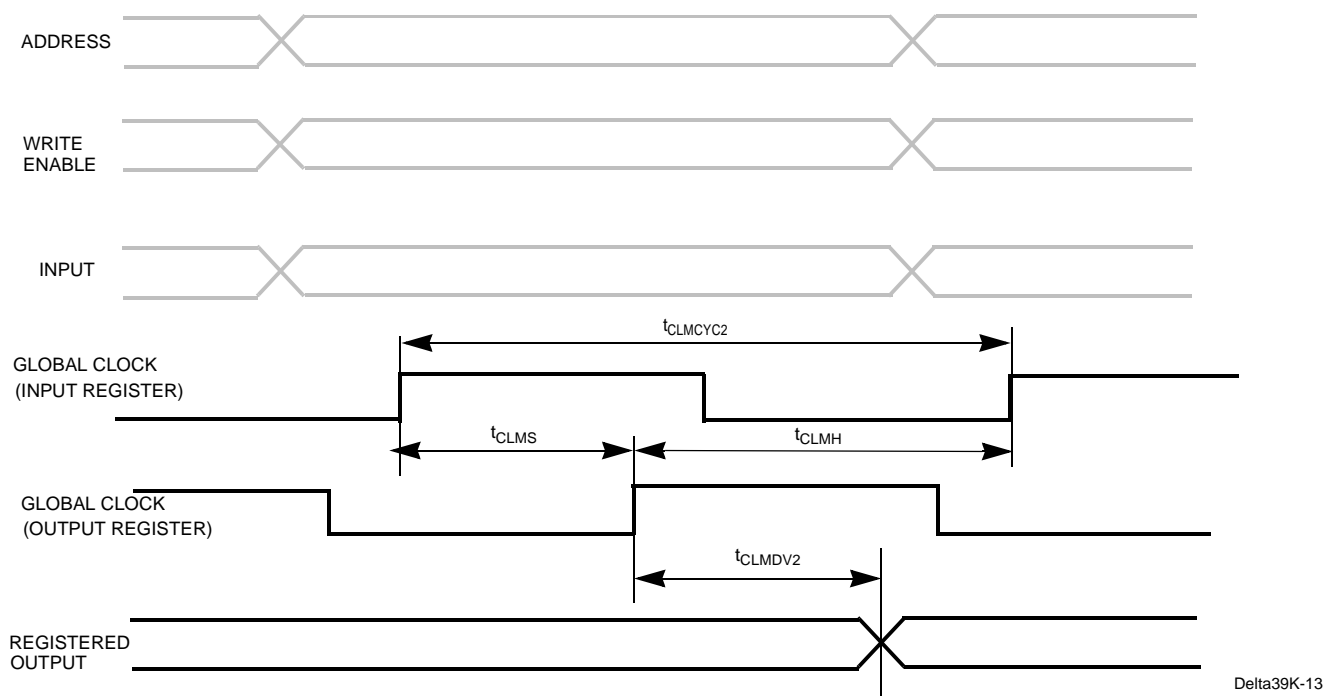 ADDRESS
WRITE
ENABLE
INPUT
tCLMCYC2
GLOBAL CLOCK
(INPUT REGISTER)
tCLMS
tCLMH
GLOBAL CLOCK
(OUTPUT REGISTER)
tCLMDV2
REGISTERED
OUTPUT
Delta39K-13